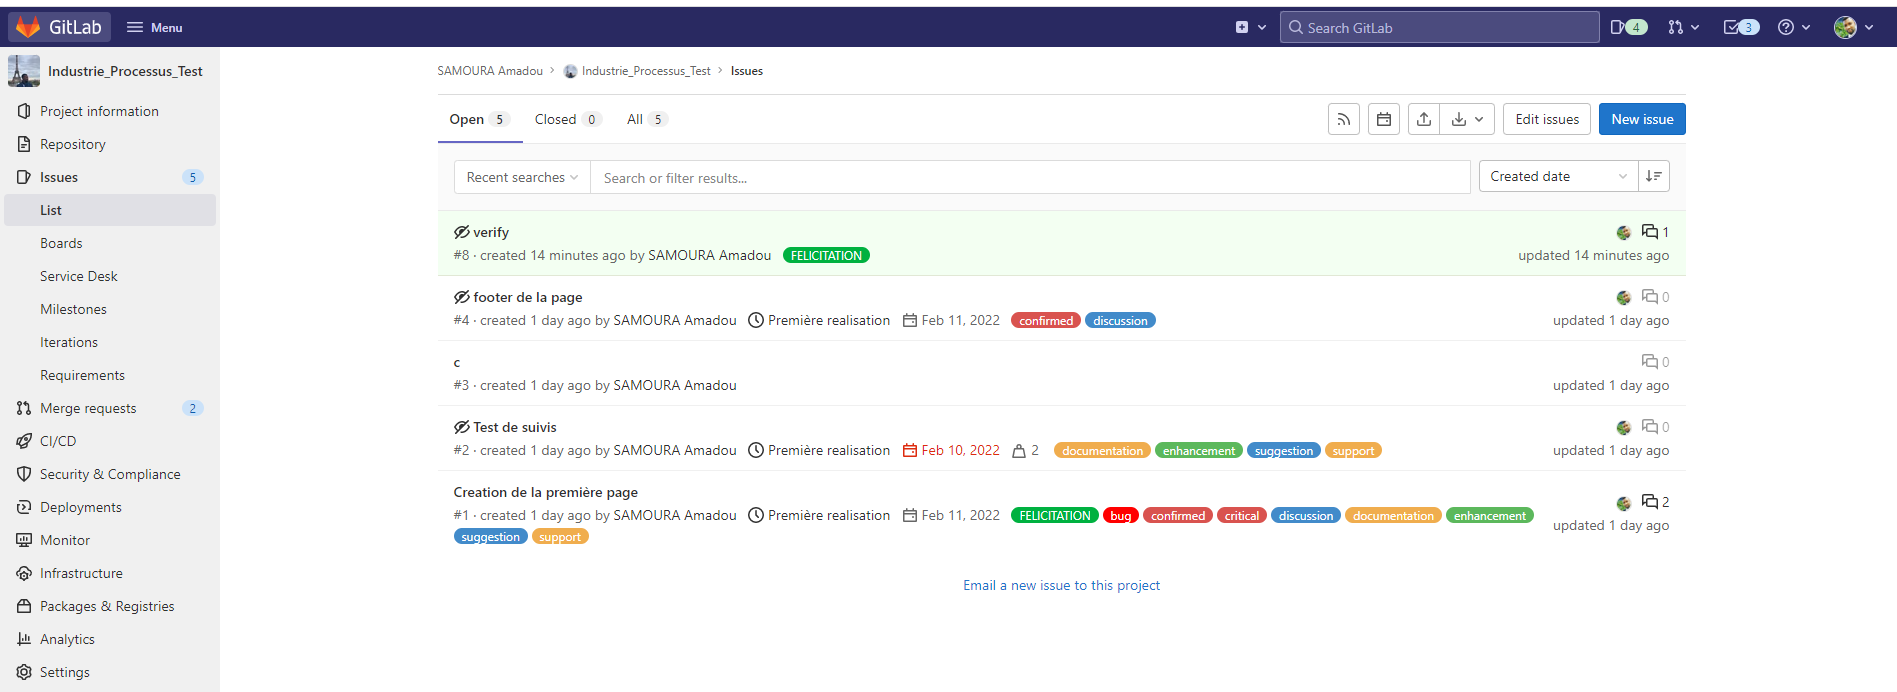 GitLab Menu Search GitLab 4 3
Industrie_Processus_Test
Project information
Repository
Issues 5
List
Boards
Service Desk
Milestones
Iterations
Requirements
Merge requests 2
CI/CD
Security & Compliance
Deployments
Monitor
Infrastructure
Packages & Registries
Analytics
Settings
SAMOURA Amadou › Industrie_Processus_Test › Issues
Open 5 Closed 0 All 5 Edit issues New issue
Recent searches Search or filter results... Created date
verify 1
#8 · created 14 minutes ago by SAMOURA Amadou FELICITATION updated 14 minutes ago
footer de la page 0
#4 · created 1 day ago by SAMOURA Amadou Première realisation Feb 11, 2022 confirmed discussion updated 1 day ago
c 0
#3 · created 1 day ago by SAMOURA Amadou updated 1 day ago
Test de suivis 0
#2 · created 1 day ago by SAMOURA Amadou Première realisation Feb 10, 2022 2 documentation enhancement suggestion support updated 1 day ago
Creation de la première page 2
#1 · created 1 day ago by SAMOURA Amadou Première realisation Feb 11, 2022 FELICITATION bug confirmed critical discussion documentation enhancement updated 1 day ago
suggestion support
Email a new issue to this project